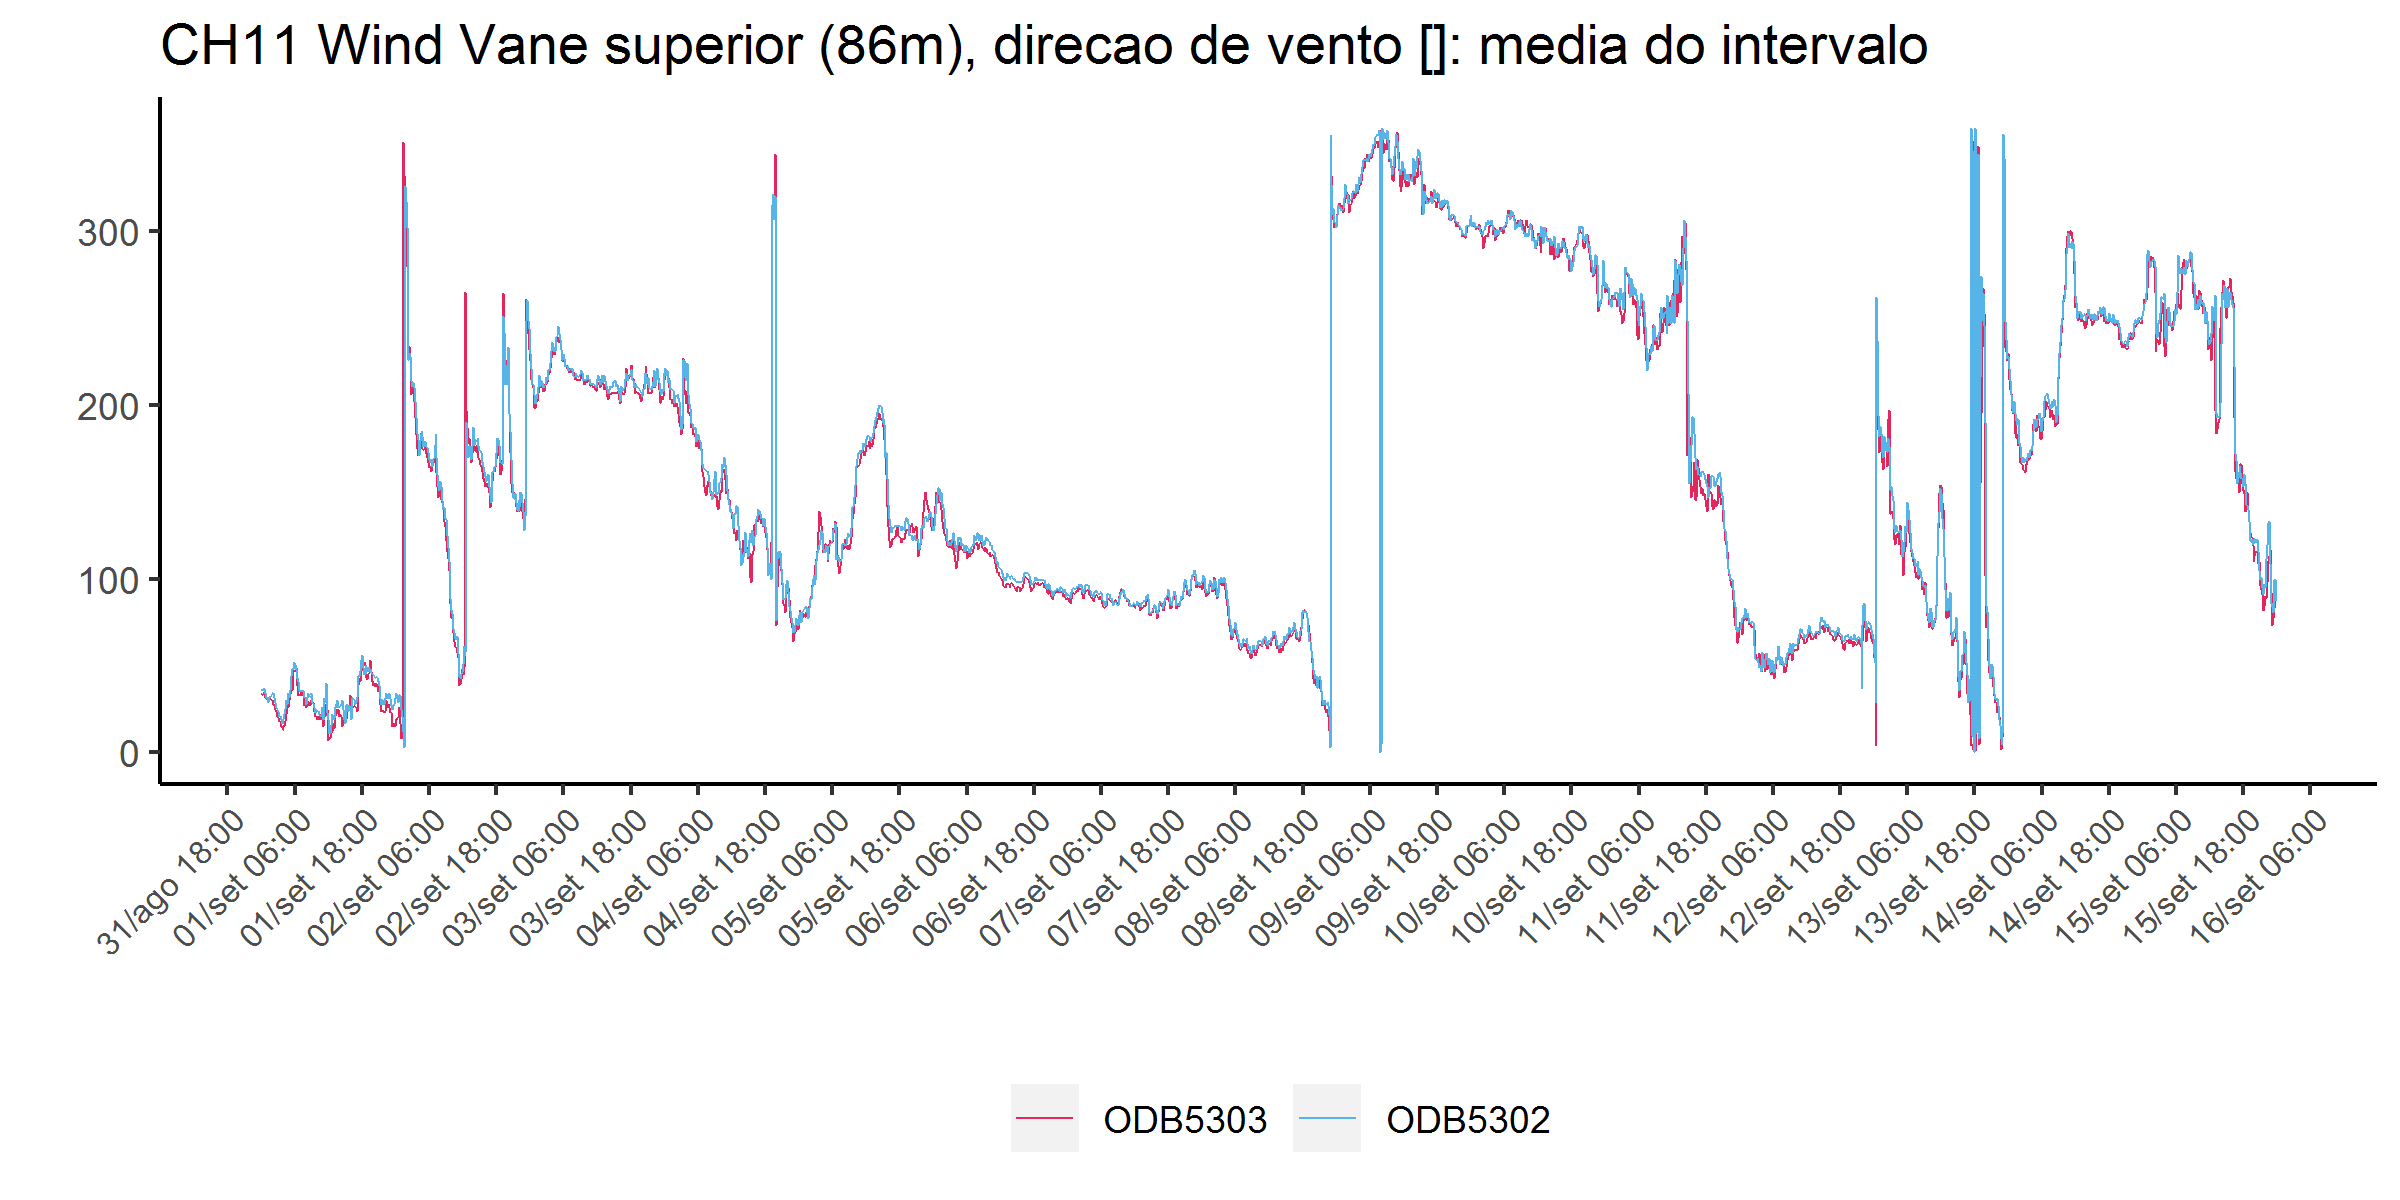 CH11 Wind Vane superior (86m), direcao de vento []: media do intervalo
300
200
100
0
31/ago 18:00
01/set 06:00
01/set 18:00
02/set 06:00
02/set 18:00
03/set 06:00
03/set 18:00
04/set 06:00
04/set 18:00
05/set 06:00
05/set 18:00
06/set 06:00
06/set 18:00
07/set 06:00
07/set 18:00
08/set 06:00
08/set 18:00
09/set 06:00
09/set 18:00
10/set 06:00
10/set 18:00
11/set 06:00
11/set 18:00
12/set 06:00
12/set 18:00
13/set 06:00
13/set 18:00
14/set 06:00
14/set 18:00
15/set 06:00
15/set 18:00
16/set 06:00
ODB5303
ODB5302